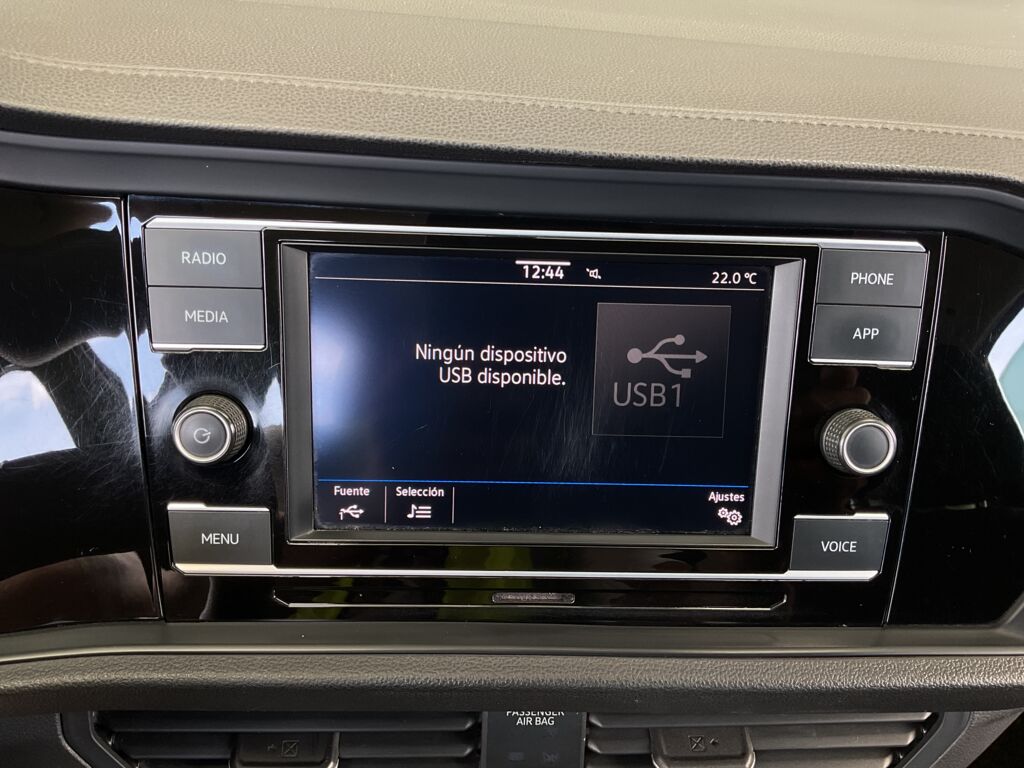 RADIO
MEDIA
MENU
12:44
22.0 °C
Ningún dispositivo
USB disponible.
USB1
Fuente
Selección
Ajustes
PHONE
APP
VOICE
PASSENGER
AIR BAG